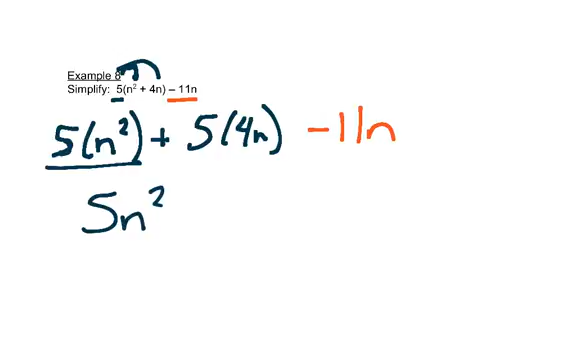 Example 8
Simplify: 5(n² + 4n) – 11n
5(n²) + 5(4n) -11n
5n²